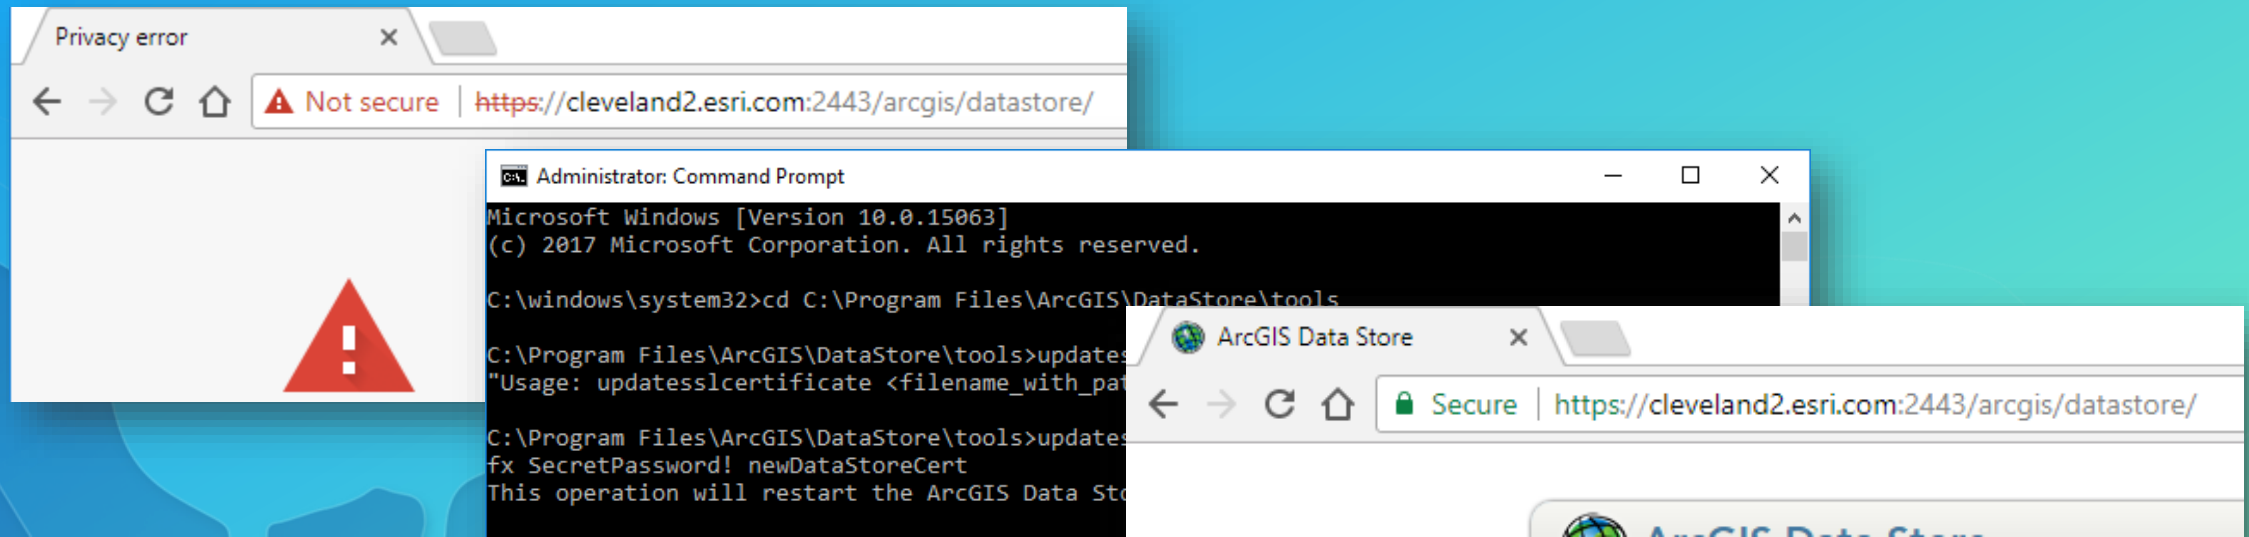 Privacy error
Not secure | https://cleveland2.esri.com:2443/arcgis/datastore/
Administrator: Command Prompt
Microsoft Windows [Version 10.0.15063]
(c) 2017 Microsoft Corporation. All rights reserved.
C:\windows\system32>cd C:\Program Files\ArcGIS\DataStore\tools
C:\Program Files\ArcGIS\DataStore\tools>updates
"Usage: updatesslcertificate <filename_with_pat
C:\Program Files\ArcGIS\DataStore\tools>updates
fx SecretPassword! newDataStoreCert
This operation will restart the ArcGIS Data Sto
ArcGIS Data Store
Secure | https://cleveland2.esri.com:2443/arcgis/datastore/
ArcGIS Data Store